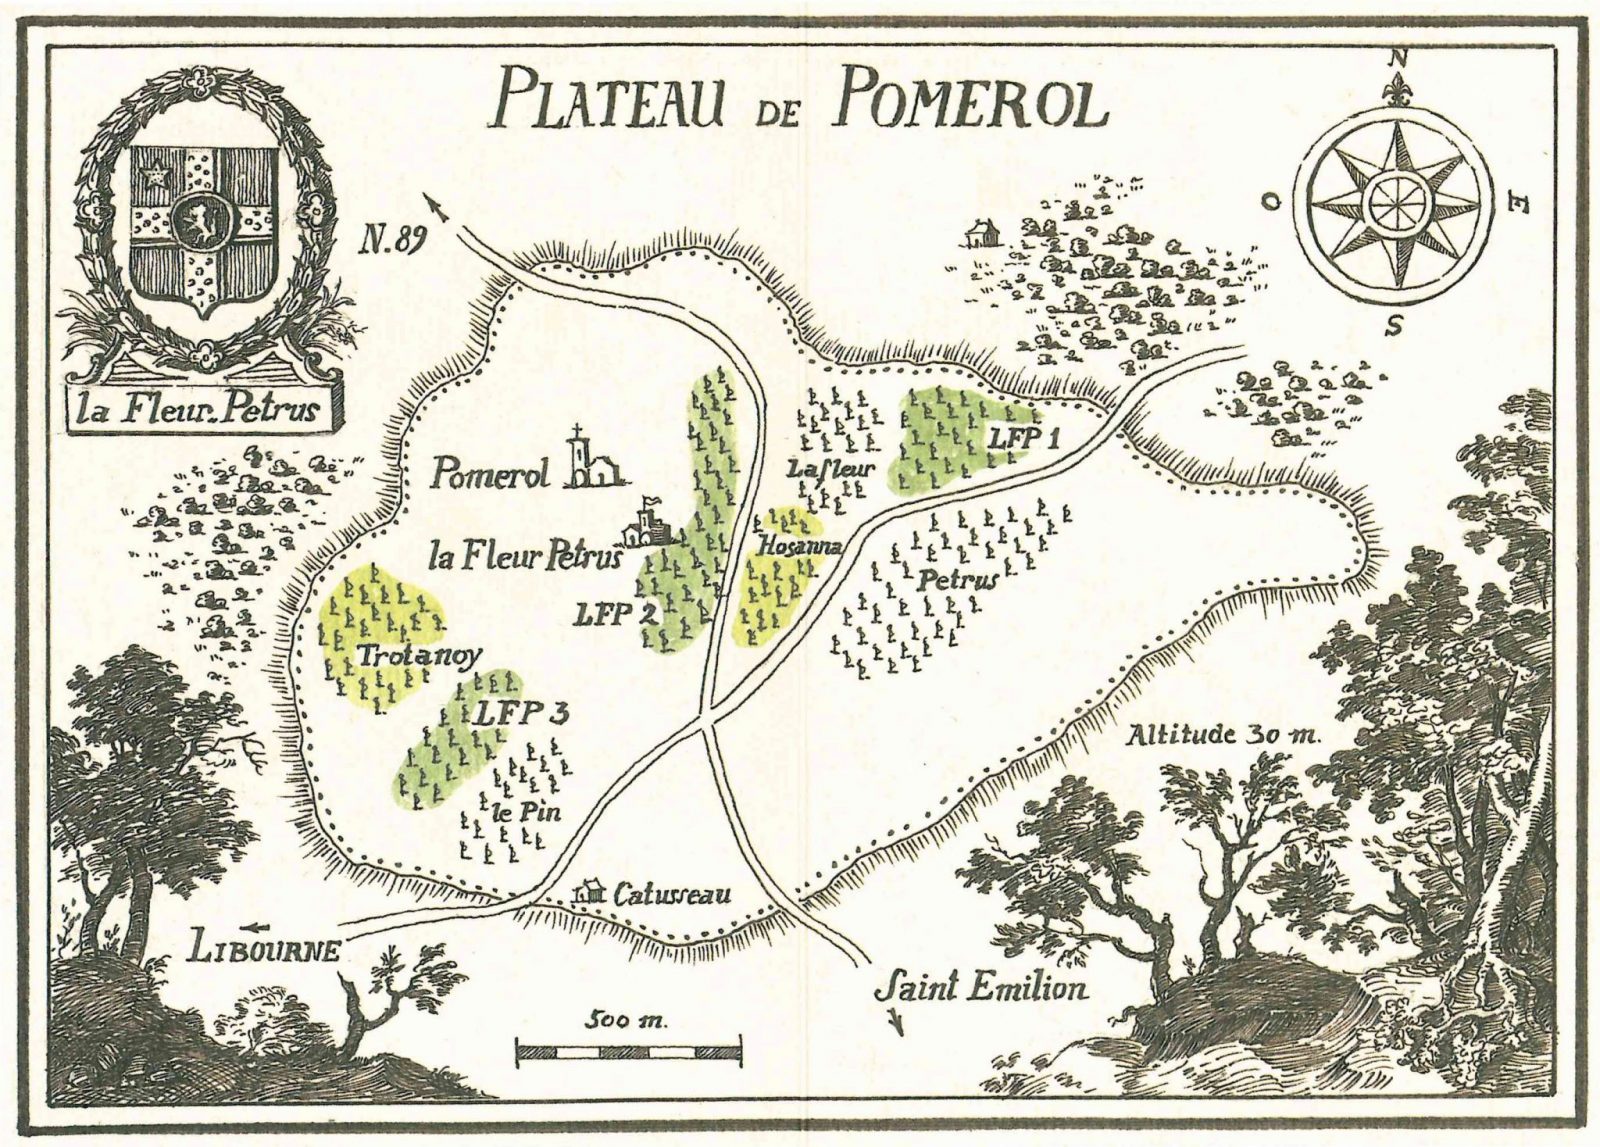 PLATEAU DE POMEROL
N
O
E
S
N.89
la Fleur-Petrus
LFP 1
Lafleur
Pomerol
Hosanna
la Fleur Petrus
Petrus
LFP 2
Trotanoy
LFP 3
Altitude 30 m.
le Pin
Catusseau
LIBOURNE
Saint Emilion
500 m.